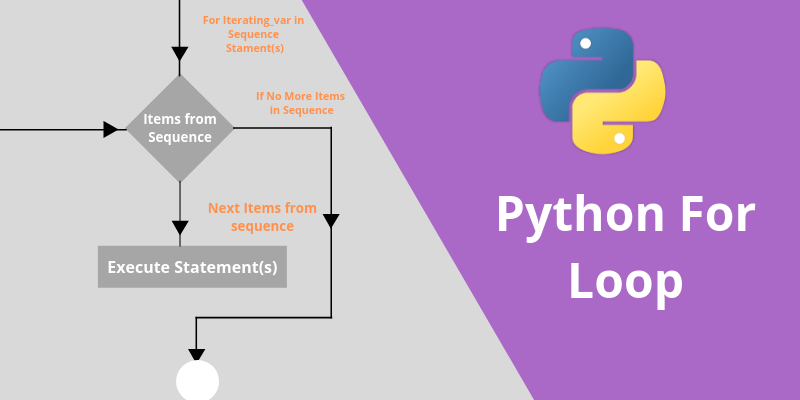 For Iterating_var in
Sequence
Stament(s)
If No More Items
in Sequence
Items from
Sequence
Next Items from
sequence
Execute Statement(s)
Python For
Loop